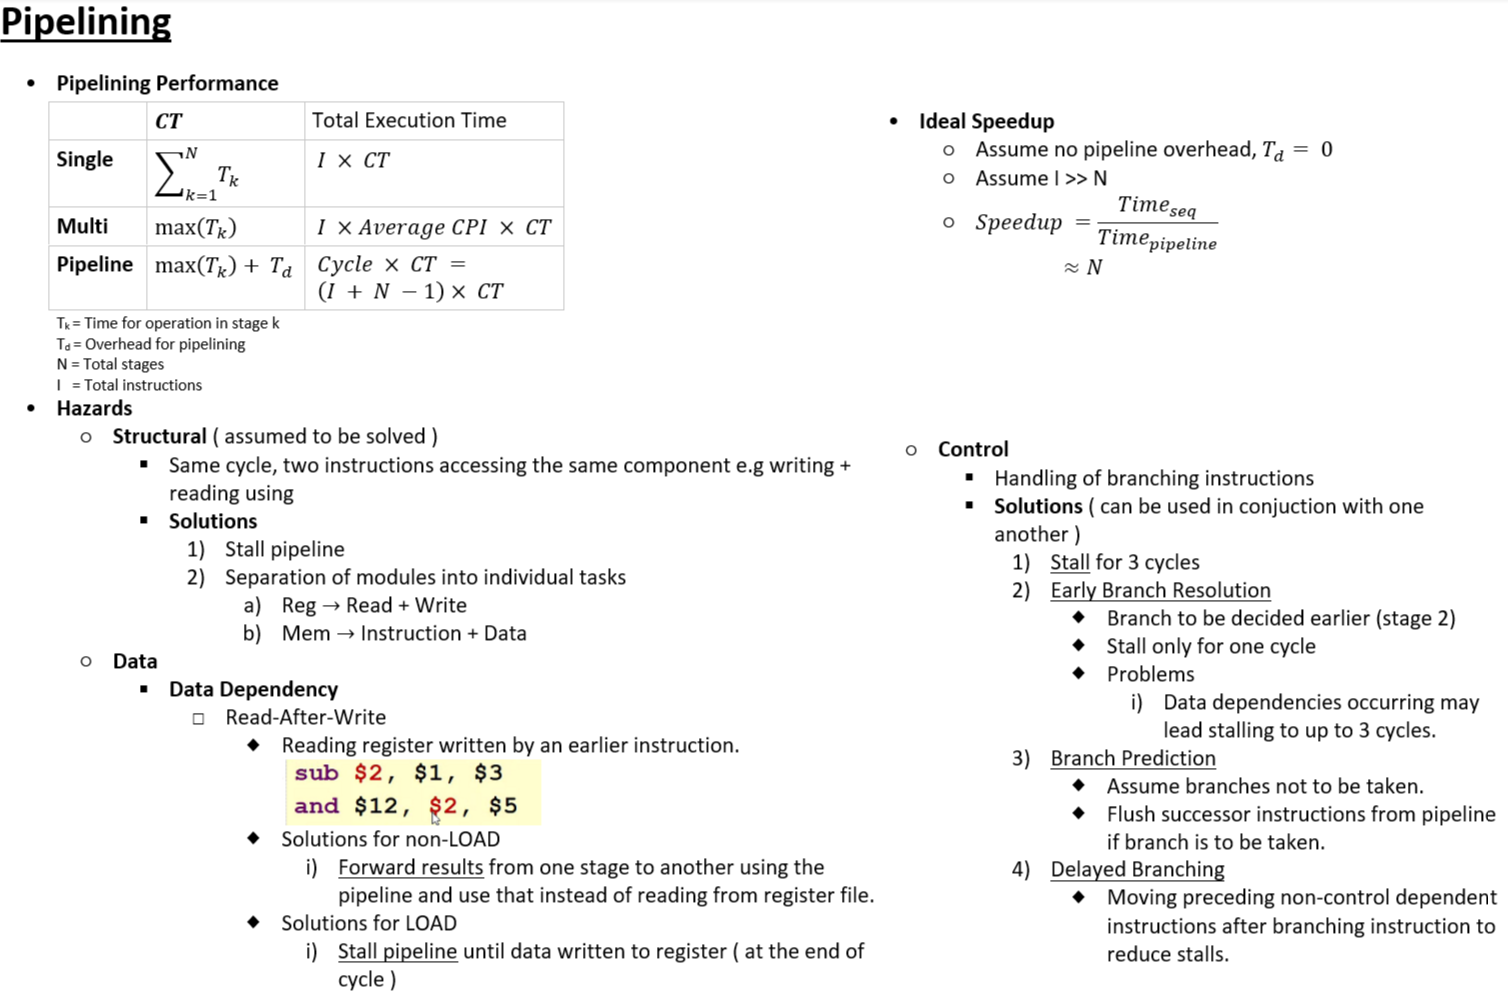 Pipelining
• Pipelining Performance
CT Total Execution Time
Single ∑ᴺₖ₌₁ Tₖ I × CT
Multi max(Tₖ) I × Average CPI × CT
Pipeline max(Tₖ) + T_d Cycle × CT =
(I + N − 1) × CT
Tₖ = Time for operation in stage k
T_d = Overhead for pipelining
N = Total stages
I = Total instructions
• Ideal Speedup
o Assume no pipeline overhead, T_d = 0
o Assume I >> N
o Speedup = Time_seq / Time_pipeline
≈ N
• Hazards
o Structural ( assumed to be solved )
▪ Same cycle, two instructions accessing the same component e.g writing +
reading using
▪ Solutions
1) Stall pipeline
2) Separation of modules into individual tasks
a) Reg → Read + Write
b) Mem → Instruction + Data
o Data
▪ Data Dependency
□ Read-After-Write
◆ Reading register written by an earlier instruction.
sub $2, $1, $3
and $12, $2, $5
◆ Solutions for non-LOAD
i) Forward results from one stage to another using the
pipeline and use that instead of reading from register file.
◆ Solutions for LOAD
i) Stall pipeline until data written to register ( at the end of
cycle )
o Control
▪ Handling of branching instructions
▪ Solutions ( can be used in conjuction with one
another )
1) Stall for 3 cycles
2) Early Branch Resolution
◆ Branch to be decided earlier (stage 2)
◆ Stall only for one cycle
◆ Problems
i) Data dependencies occurring may
lead stalling to up to 3 cycles.
3) Branch Prediction
◆ Assume branches not to be taken.
◆ Flush successor instructions from pipeline
if branch is to be taken.
4) Delayed Branching
◆ Moving preceding non-control dependent
instructions after branching instruction to
reduce stalls.